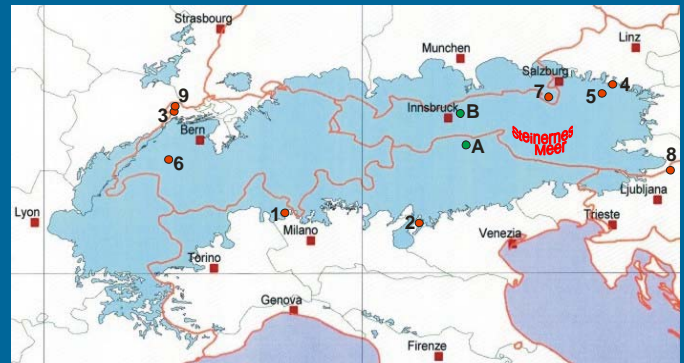 Strasbourg
Linz
Munchen
Salzburg
9
3
7
5
4
Innsbruck
B
Bern
Steinernes
Meer
A
6
8
Ljubljana
Lyon
1
2
Milano
Trieste
Venezia
Torino
Genova
Firenze